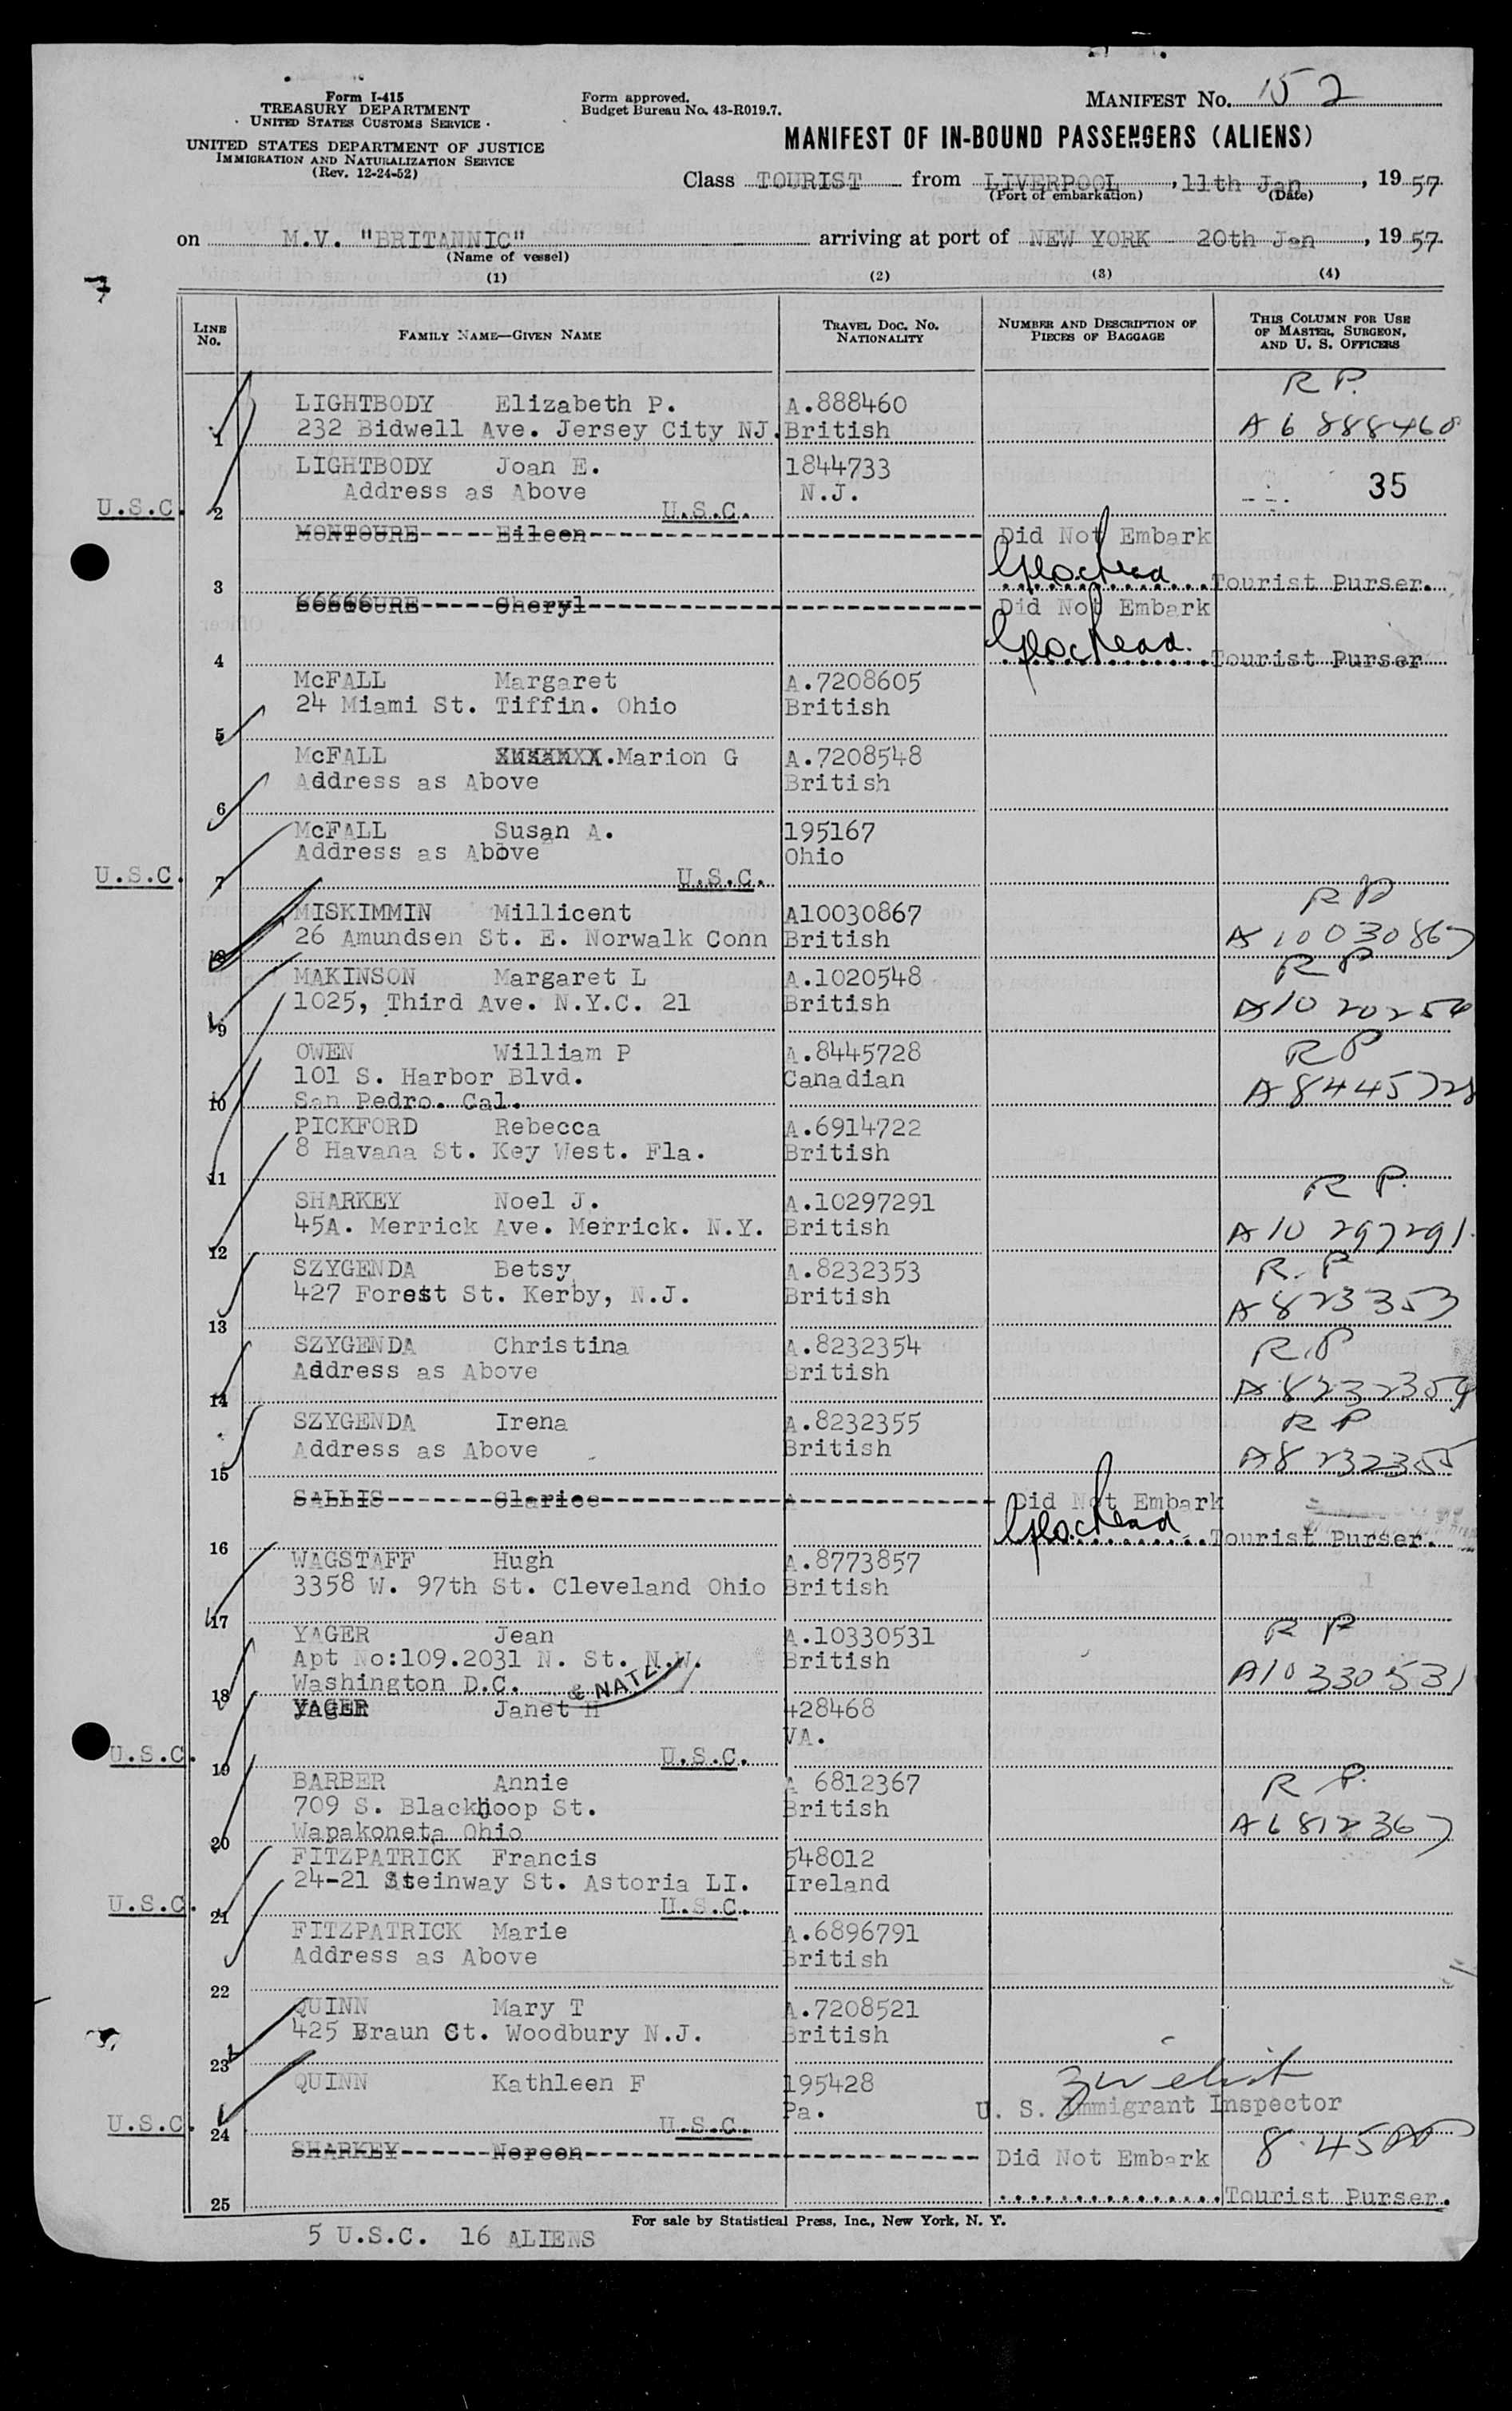 Form I-415
TREASURY DEPARTMENT
UNITED STATES CUSTOMS SERVICE
UNITED STATES DEPARTMENT OF JUSTICE
IMMIGRATION AND NATURALIZATION SERVICE
(Rev. 12-24-52)
Form approved.
Budget Bureau No. 43-R019.7.
MANIFEST NO. 152
MANIFEST OF IN-BOUND PASSENGERS (ALIENS)
Class TOURIST from LIVERPOOL, 11th Jan, 1957
(Port of embarkation) (Date)
on M.V. "BRITANNIC" arriving at port of NEW YORK 20th Jan, 1957
(Name of vessel)
(1) (2) (3) (4)
LINE No. FAMILY NAME—GIVEN NAME TRAVEL DOC. NO. NATIONALITY NUMBER AND DESCRIPTION OF PIECES OF BAGGAGE THIS COLUMN FOR USE OF MASTER, SURGEON, AND U. S. OFFICERS
R P.
LIGHTBODY Elizabeth P. A.888460
1 232 Bidwell Ave. Jersey City NJ. British A6888460
LIGHTBODY Joan E. 1844733
Address as Above N.J. 35
U.S.C. 2 U.S.C.
MONTOURE-----Eileen Did Not Embark
3 Tourist Purser.
URE-----Cheryl Did Not Embark
4 Tourist Purser
McFALL Margaret A.7208605
24 Miami St. Tiffin. Ohio British
5
McFALL .Marion G A.7208548
Address as Above British
6
McFALL Susan A. 195167
Address as Above Ohio
U.S.C. 7 U.S.C.
MISKIMMIN Millicent A10030867 R P
26 Amundsen St. E. Norwalk Conn British A10030867
8
MAKINSON Margaret L A.1020548 R P
1025, Third Ave. N.Y.C. 21 British
9
OWEN William P A.8445728 R P
101 S. Harbor Blvd. Canadian A8445728
10 San Pedro. Cal.
PICKFORD Rebecca A.6914722
8 Havana St. Key West. Fla. British
11
SHARKEY Noel J. A.10297291 R P.
45A. Merrick Ave. Merrick. N.Y. British A10 297291.
12
SZYGENDA Betsy A.8232353 R. P
427 Forest St. Kerby, N.J. British A823353
13
SZYGENDA Christina A.8232354 R.P
Address as Above British A8232354
14
SZYGENDA Irena A.8232355 R P
Address as Above British A8232355
15
SALLIS-------Clarice A Did Not Embark
16 Tourist Purser.
WAGSTAFF Hugh A.8773857
3358 W. 97th St. Cleveland Ohio British
17
YAGER Jean A.10330531 R P
Apt No:109.2031 N. St. N.W. British A10330531
18 Washington D.C. & NATZ
YAGER Janet H 428468
VA.
U.S.C. 19 U.S.C.
BARBER Annie A 6812367 R P.
709 S. Blackhoop St. British A6812367
20 Wapakoneta Ohio
FITZPATRICK Francis 548012
24-21 Steinway St. Astoria LI. Ireland
U.S.C. 21 U.S.C.
FITZPATRICK Marie A.6896791
Address as Above British
22
QUINN Mary T A.7208521
425 Braun Ct. Woodbury N.J. British
23
QUINN Kathleen F 195428
Pa. U. S. Immigrant Inspector
U.S.C. 24 U.S.C.
SHARKEY------Noreen Did Not Embark
25 Tourist Purser.
For sale by Statistical Press, Inc., New York, N. Y.
5 U.S.C. 16 ALIENS